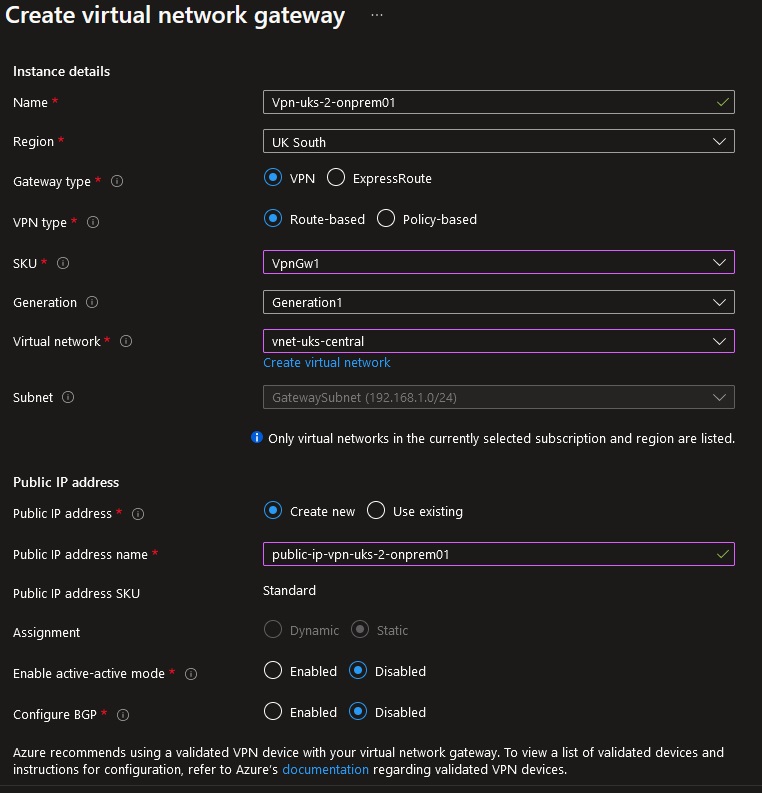 Create virtual network gateway ...
Instance details
Name *
Vpn-uks-2-onprem01
Region *
UK South
Gateway type *
VPN
ExpressRoute
VPN type *
Route-based
Policy-based
SKU *
VpnGw1
Generation
Generation1
Virtual network *
vnet-uks-central
Create virtual network
Subnet
GatewaySubnet (192.168.1.0/24)
Only virtual networks in the currently selected subscription and region are listed.
Public IP address
Public IP address *
Create new
Use existing
Public IP address name *
public-ip-vpn-uks-2-onprem01
Public IP address SKU
Standard
Assignment
Dynamic
Static
Enable active-active mode *
Enabled
Disabled
Configure BGP *
Enabled
Disabled
Azure recommends using a validated VPN device with your virtual network gateway. To view a list of validated devices and
instructions for configuration, refer to Azure's documentation regarding validated VPN devices.